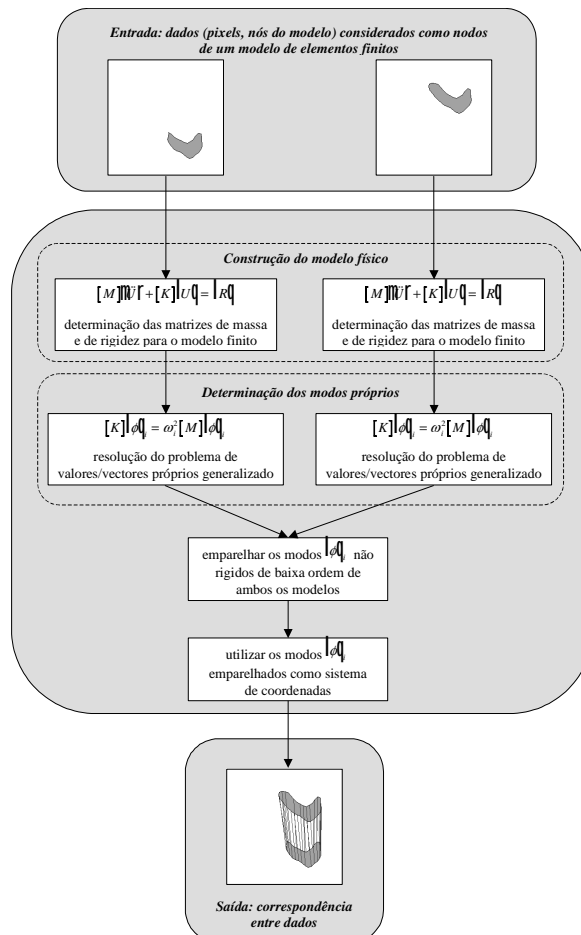 Entrada: dados (pixels, nós do modelo) considerados como nodos
de um modelo de elementos finitos
Construção do modelo físico
[M]{Ü}+[K]{U}={R}
determinação das matrizes de massa
e de rigidez para o modelo finito
[M]{Ü}+[K]{U}={R}
determinação das matrizes de massa
e de rigidez para o modelo finito
Determinação dos modos próprios
[K]{ϕ}ᵢ = ωᵢ²[M]{ϕ}ᵢ
resolução do problema de
valores/vectores próprios generalizado
[K]{ϕ}ᵢ = ωᵢ²[M]{ϕ}ᵢ
resolução do problema de
valores/vectores próprios generalizado
emparelhar os modos {ϕ}ᵢ não
rigidos de baixa ordem de
ambos os modelos
utilizar os modos {ϕ}ᵢ
emparelhados como sistema
de coordenadas
Saída: correspondência
entre dados